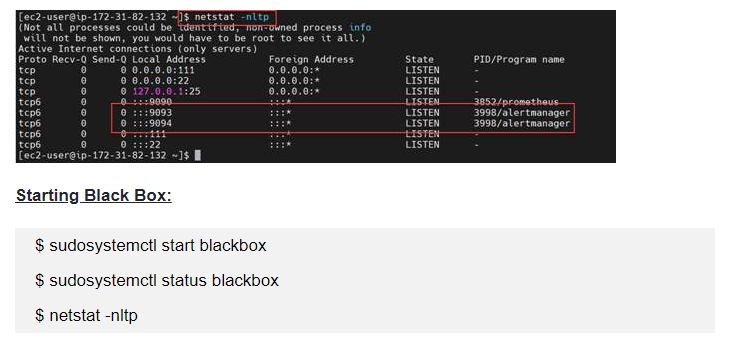 [ec2-user@ip-172-31-82-132 ~]$ netstat -nltp
(Not all processes could be identified, non-owned process info
will not be shown, you would have to be root to see it all.)
Active Internet connections (only servers)
Proto Recv-Q Send-Q Local Address Foreign Address State PID/Program name
tcp 0 0 0.0.0.0:111 0.0.0.0:* LISTEN -
tcp 0 0 0.0.0.0:22 0.0.0.0:* LISTEN -
tcp 0 0 127.0.0.1:25 0.0.0.0:* LISTEN -
tcp6 0 0 :::9090 :::* LISTEN 3852/prometheus
tcp6 0 0 :::9093 :::* LISTEN 3998/alertmanager
tcp6 0 0 :::9094 :::* LISTEN 3998/alertmanager
tcp6 0 0 :::111 :::* LISTEN -
tcp6 0 0 :::22 :::* LISTEN -
[ec2-user@ip-172-31-82-132 ~]$
Starting Black Box:
$ sudosystemctl start blackbox
$ sudosystemctl status blackbox
$ netstat -nltp